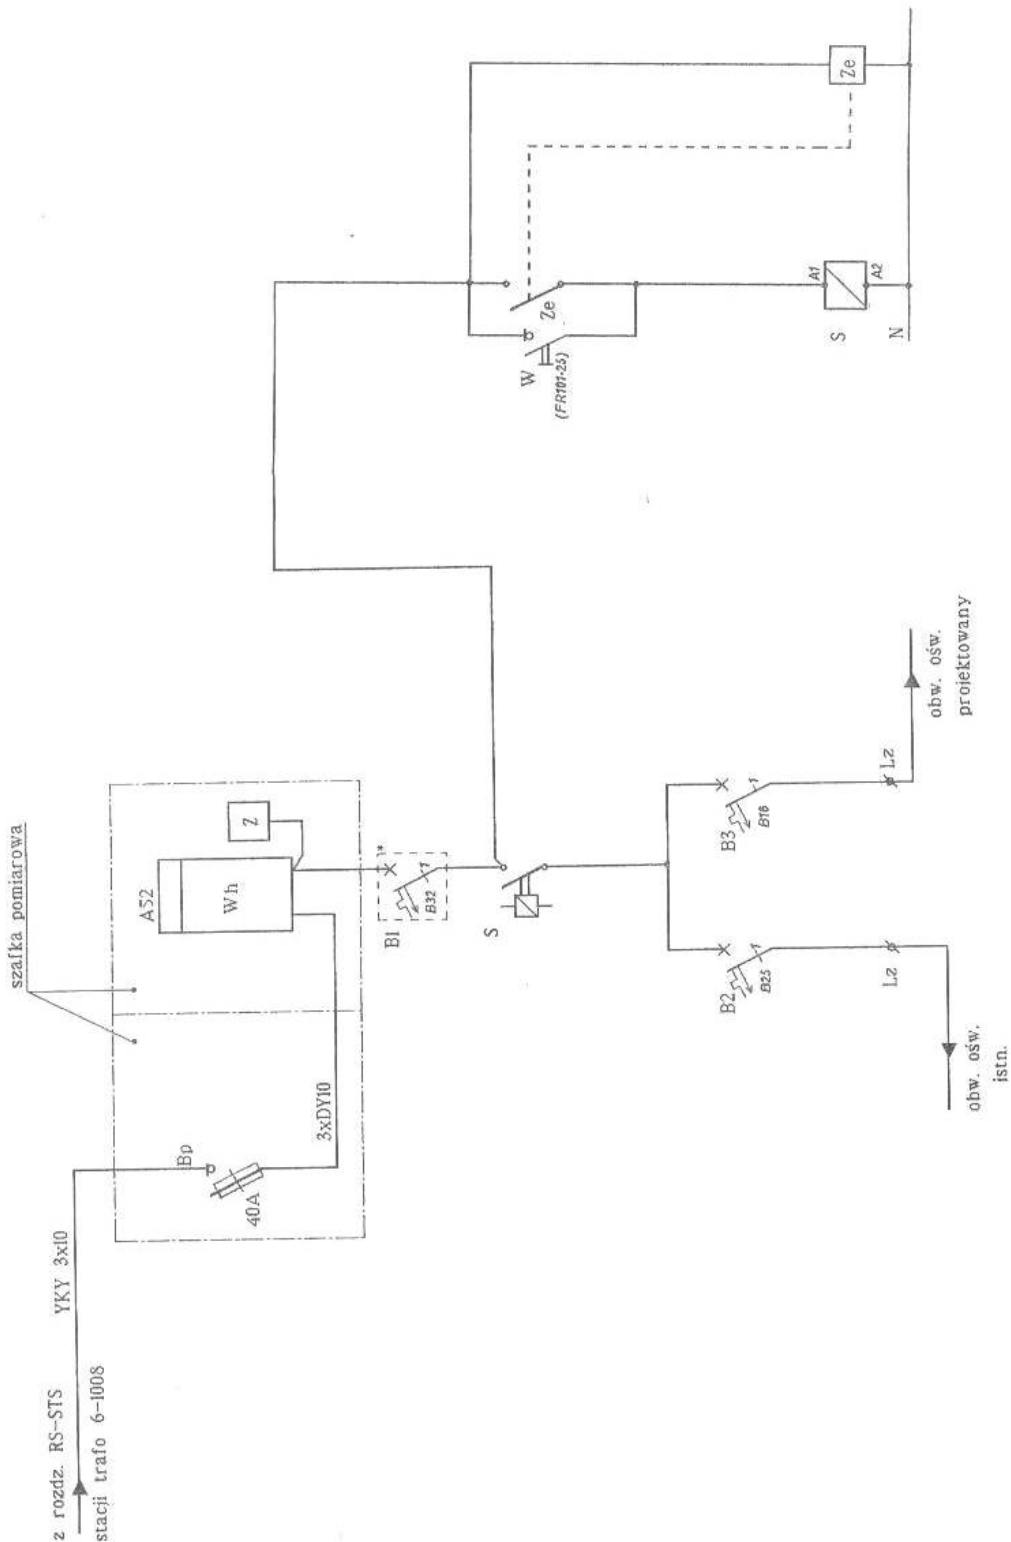 z rozdz. RS-STS
stacji trafo 6-1008
YKY 3x10
szafka pomiarowa
Bp
40A
3xDY10
A52
Wh
Z
B1
*
B32
S
B2
B25
Lz
obw. ośw.
istn.
B3
B16
Lz
obw. ośw.
projektowany
W
(FR101-25)
Ze
A1
A2
S
N
Ze